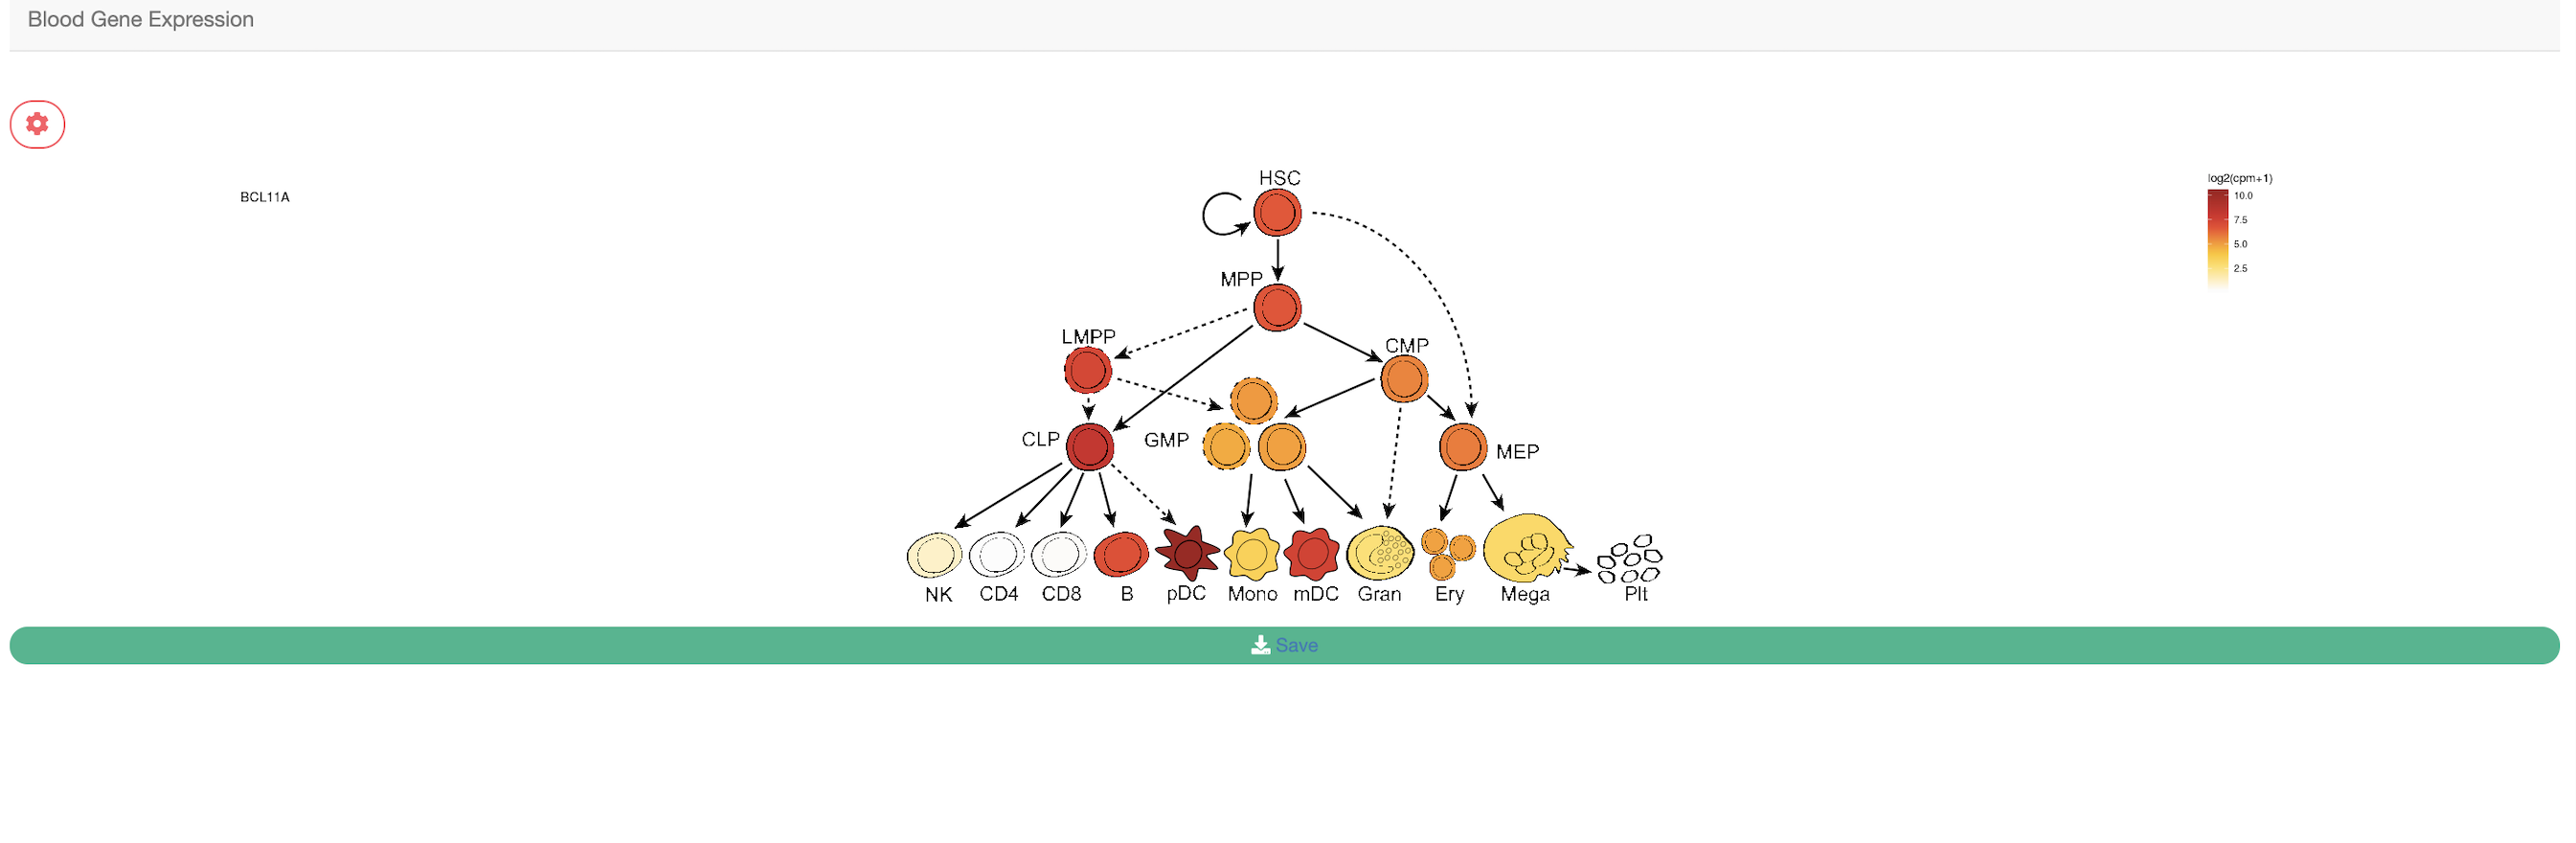 Blood Gene Expression
BCL11A
HSC
log2(cpm+1)
10.0
7.5
5.0
2.5
MPP
LMPP
CMP
CLP
GMP
MEP
NK CD4 CD8 B pDC Mono mDC Gran Ery Mega Plt
Save